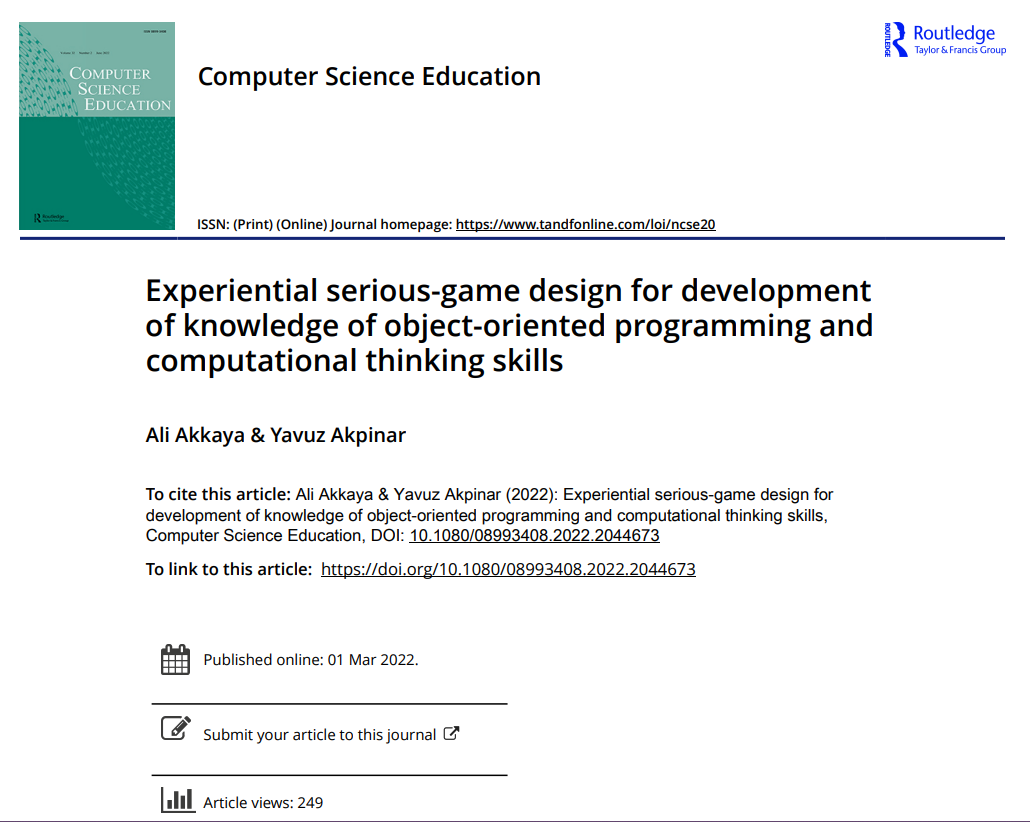 COMPUTER
SCIENCE
EDUCATION
Routledge
ROUTLEDGE
Routledge
Taylor & Francis Group
Computer Science Education
ISSN: (Print) (Online) Journal homepage: https://www.tandfonline.com/loi/ncse20
Experiential serious-game design for development
of knowledge of object-oriented programming and
computational thinking skills
Ali Akkaya & Yavuz Akpinar
To cite this article: Ali Akkaya & Yavuz Akpinar (2022): Experiential serious-game design for
development of knowledge of object-oriented programming and computational thinking skills,
Computer Science Education, DOI: 10.1080/08993408.2022.2044673
To link to this article: https://doi.org/10.1080/08993408.2022.2044673
Published online: 01 Mar 2022.
Submit your article to this journal
Article views: 249